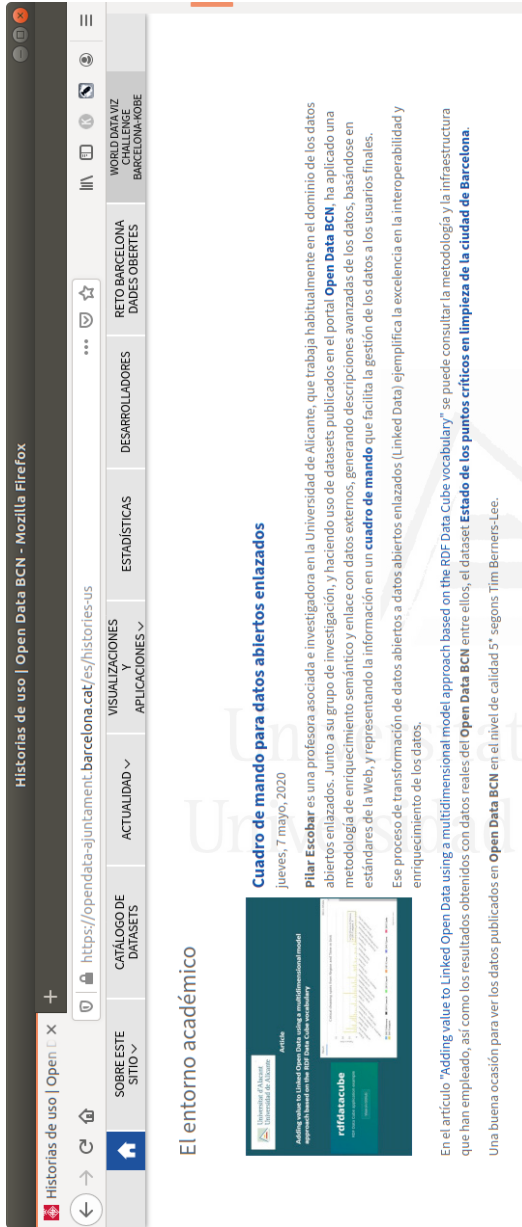 Historias de uso | Open Data BCN - Mozilla Firefox
Historias de uso | Open D × +
https://opendata-ajuntament.barcelona.cat/es/histories-us
SOBRE ESTE SITIO
CATÁLOGO DE DATASETS
ACTUALIDAD
VISUALIZACIONES Y APLICACIONES
ESTADÍSTICAS
DESARROLLADORES
RETO BARCELONA DADES OBERTES
WORLD DATA VIZ CHALLENGE BARCELONA-KOBE
El entorno académico
Universitat d'Alacant
Universidad de Alicante
Article
Adding value to Linked Open Data using a multidimensional model
approach based on the RDF Data Cube vocabulary
rdfdatacube
Cuadro de mando para datos abiertos enlazados
jueves, 7 mayo, 2020
Pilar Escobar es una profesora asociada e investigadora en la Universidad de Alicante, que trabaja habitualmente en el dominio de los datos
abiertos enlazados. Junto a su grupo de investigación, y haciendo uso de datasets publicados en el portal Open Data BCN, ha aplicado una
metodología de enriquecimiento semántico y enlace con datos externos, generando descripciones avanzadas de los datos, basándose en
estándares de la Web, y representando la información en un cuadro de mando que facilita la gestión de los datos a los usuarios finales.
Ese proceso de transformación de datos abiertos a datos abiertos enlazados (Linked Data) ejemplifica la excelencia en la interoperabilidad y
enriquecimiento de los datos.
En el artículo "Adding value to Linked Open Data using a multidimensional model approach based on the RDF Data Cube vocabulary" se puede consultar la metodología y la infraestructura
que han empleado, así como los resultados obtenidos con datos reales del Open Data BCN entre ellos, el dataset Estado de los puntos críticos en limpieza de la ciudad de Barcelona.
Una buena ocasión para ver los datos publicados en Open Data BCN en el nivel de calidad 5* segons Tim Berners-Lee.
Universitat
Universidad